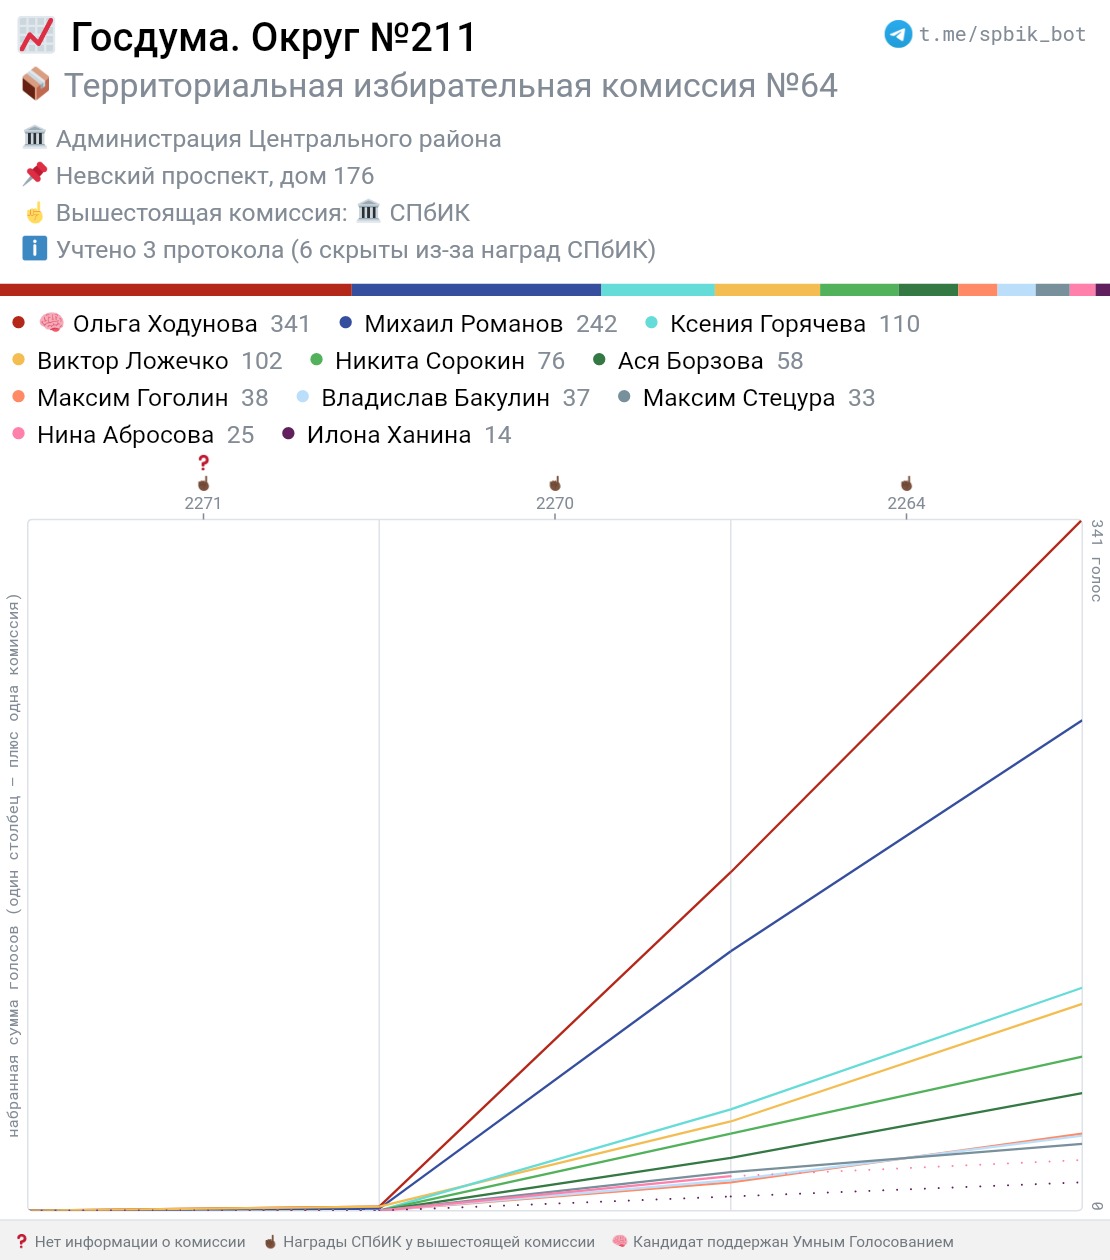 Госдума. Округ №211
t.me/spbik_bot
Территориальная избирательная комиссия №64
Администрация Центрального района
Невский проспект, дом 176
Вышестоящая комиссия: СПбИК
Учтено 3 протокола (6 скрыты из-за наград СПбИК)
Ольга Ходунова 341 Михаил Романов 242 Ксения Горячева 110
Виктор Ложечко 102 Никита Сорокин 76 Ася Борзова 58
Максим Гоголин 38 Владислав Бакулин 37 Максим Стецура 33
Нина Абросова 25 Илона Ханина 14
2271 2270 2264
341 голос
набранная сумма голосов (один столбец – плюс одна комиссия)
0
Нет информации о комиссии Награды СПбИК у вышестоящей комиссии Кандидат поддержан Умным Голосованием